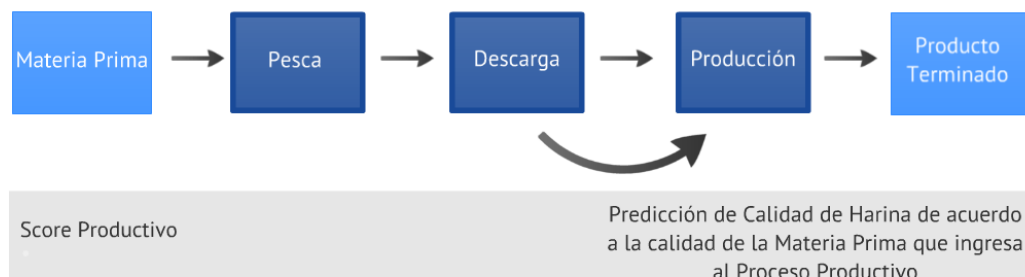 Materia Prima
Pesca
Descarga
Producción
Producto
Terminado
Score Productivo
Predicción de Calidad de Harina de acuerdo
a la calidad de la Materia Prima que ingresa
al Proceso Productivo